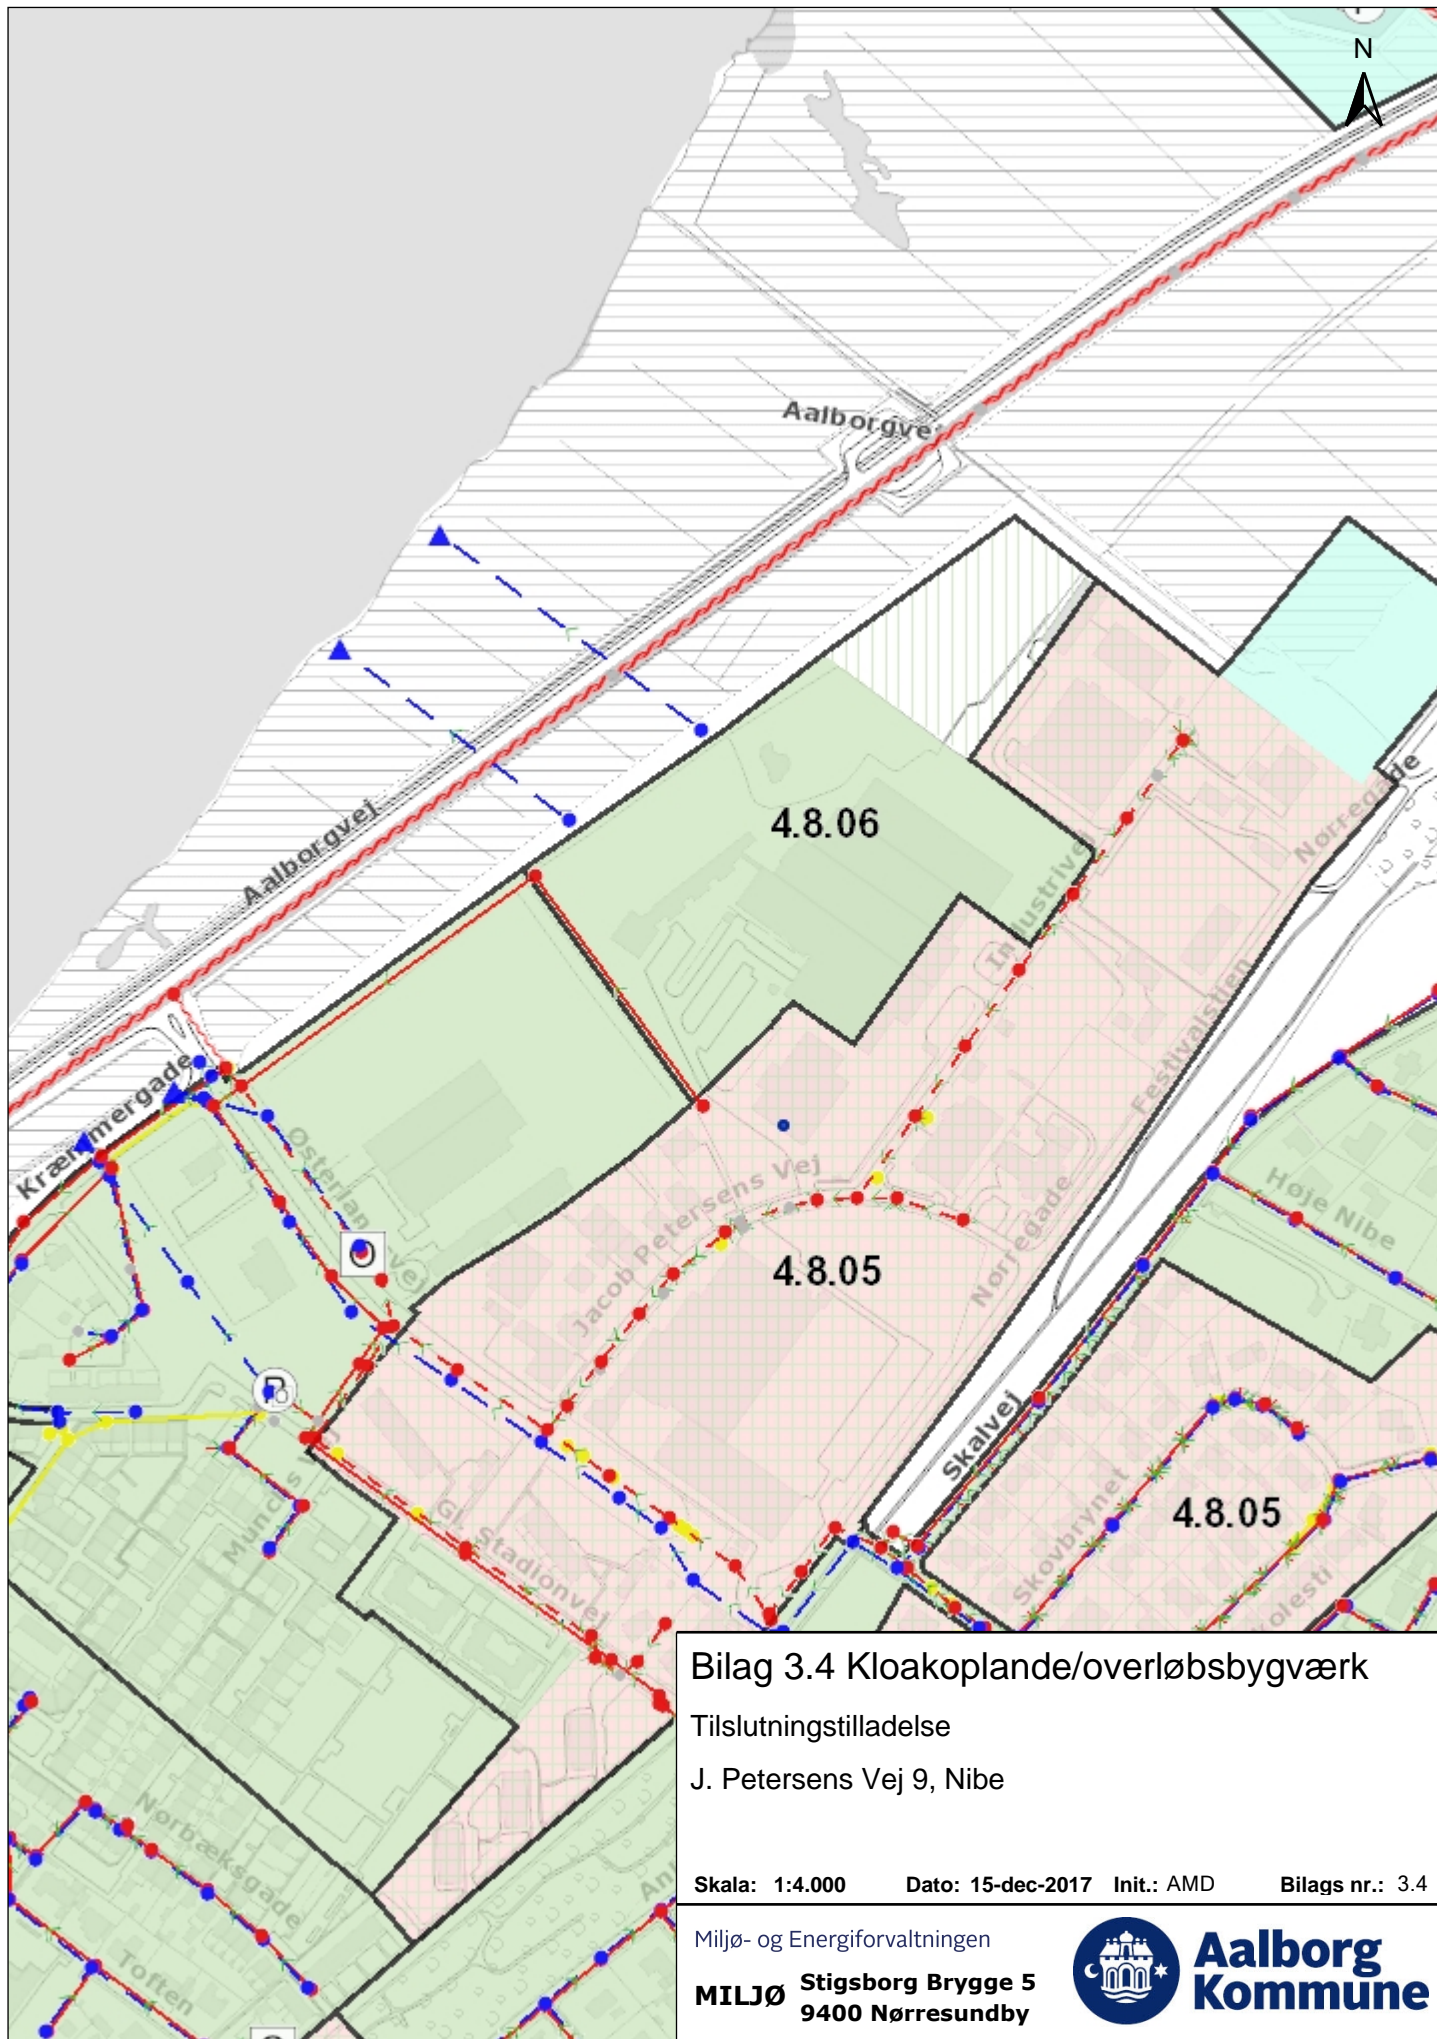 N
Aalborgve
Aalborgvej
4.8.06
Nørregade
Industrivej
Festivalstien
Kræmmergade
Østerlandsvej
O
Jacob Petersens Vej
4.8.05
Nørregade
Høje Nibe
P
Skalvej
Gl. Stadionvej
Skovbrynet
4.8.05
Kolesti
Nørbæksgade
Toften
Bilag 3.4 Kloakoplande/overløbsbygværk
Tilslutningstilladelse
J. Petersens Vej 9, Nibe
Skala: 1:4.000 Dato: 15-dec-2017 Init.: AMD Bilags nr.: 3.4
Miljø- og Energiforvaltningen
MILJØ Stigsborg Brygge 5
9400 Nørresundby
Aalborg
Kommune